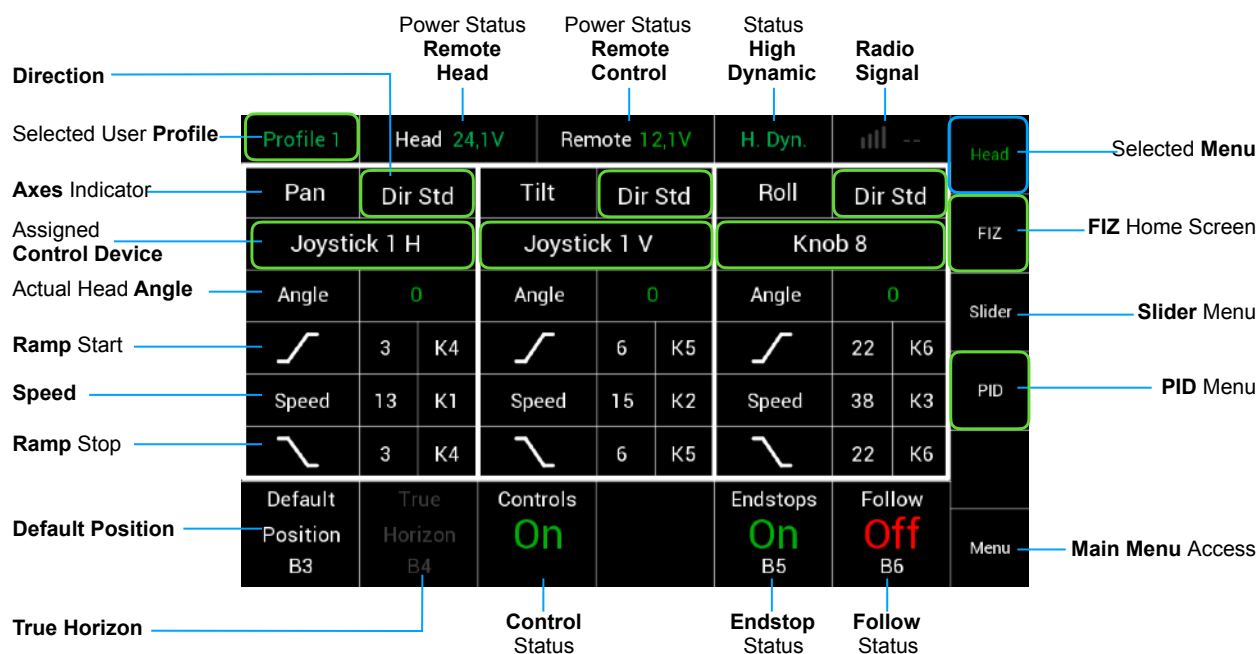 Power Status
Remote
Head
Power Status
Remote
Control
Status
High
Dynamic
Radio
Signal
Direction
Selected User Profile
Profile 1
Head 24,1V
Remote 12,1V
H. Dyn.
--
Head
Selected Menu
Axes Indicator
Pan
Dir Std
Tilt
Dir Std
Roll
Dir Std
FIZ
FIZ Home Screen
Assigned
Control Device
Joystick 1 H
Joystick 1 V
Knob 8
Actual Head Angle
Angle
0
Angle
0
Angle
0
Slider
Slider Menu
Ramp Start
3
K4
6
K5
22
K6
Speed
Speed
13
K1
Speed
15
K2
Speed
38
K3
PID
PID Menu
Ramp Stop
3
K4
6
K5
22
K6
Default Position
Default
Position
B3
True
Horizon
B4
Controls
On
Endstops
On
B5
Follow
Off
B6
Menu
Main Menu Access
True Horizon
Control
Status
Endstop
Status
Follow
Status